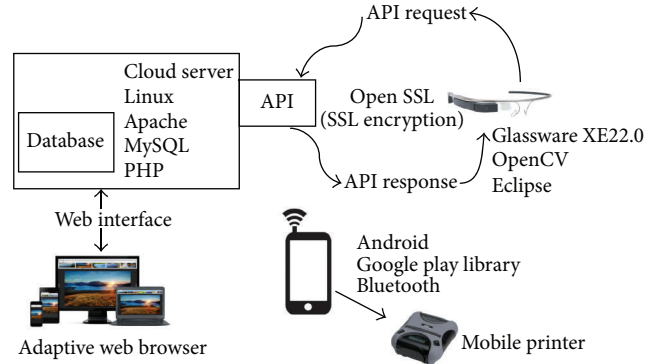 API request
Cloud server
Linux
Apache
MySQL
PHP
Database
API
Open SSL
(SSL encryption)
Glassware XE22.0
OpenCV
Eclipse
API response
Web interface
Adaptive web browser
Android
Google play library
Bluetooth
Mobile printer